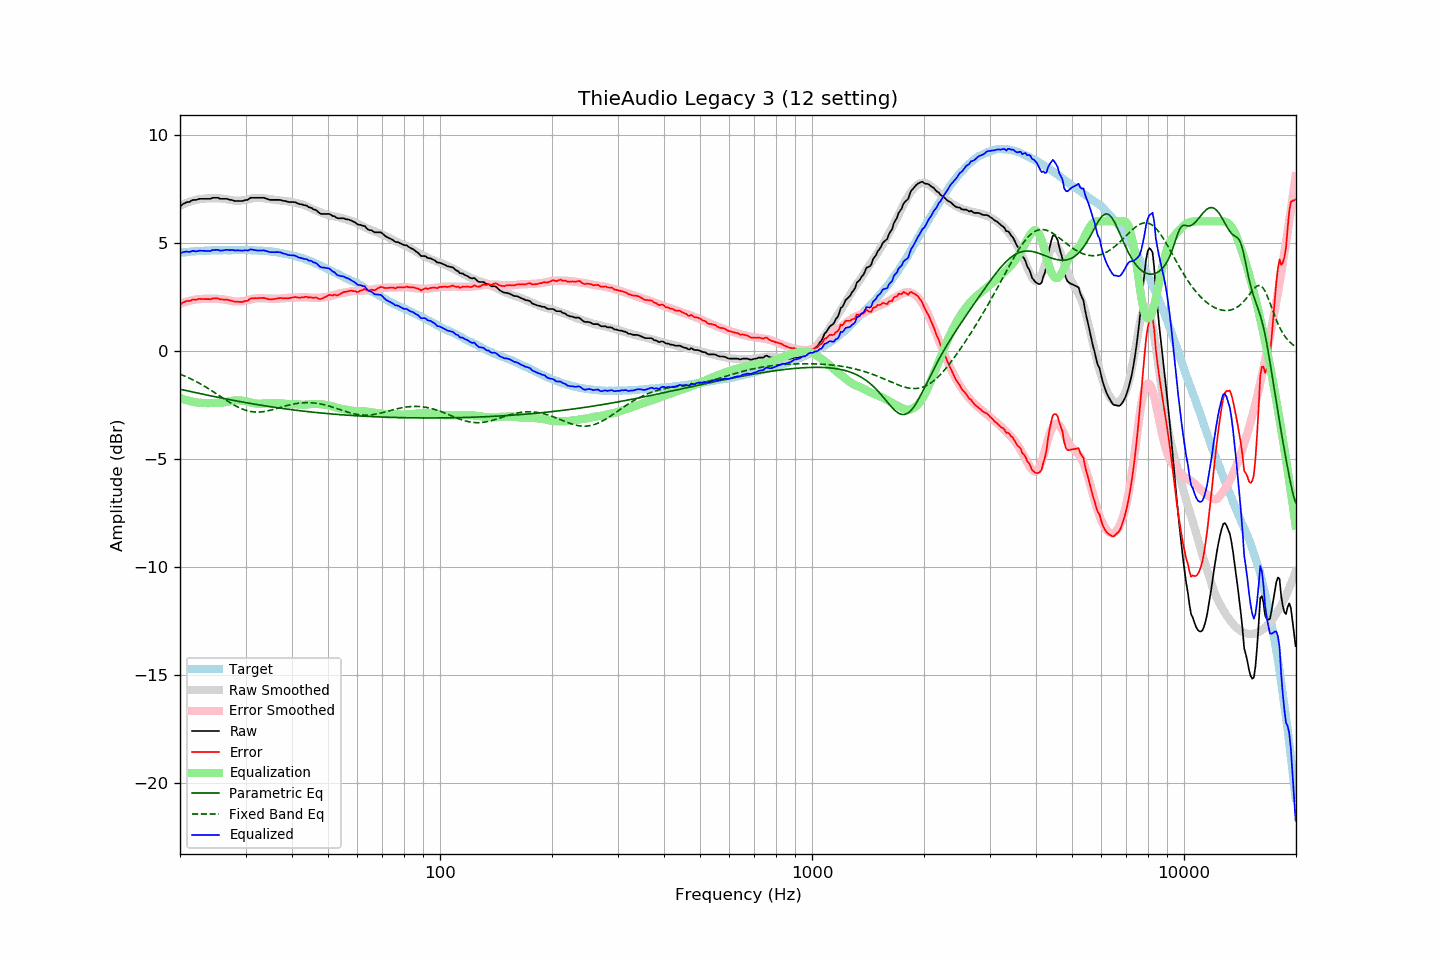 ThieAudio Legacy 3 (12 setting)
10
5
0
−5
−10
−15
−20
Amplitude (dBr)
Target
Raw Smoothed
Error Smoothed
Raw
Error
Equalization
Parametric Eq
Fixed Band Eq
Equalized
100
1000
10000
Frequency (Hz)